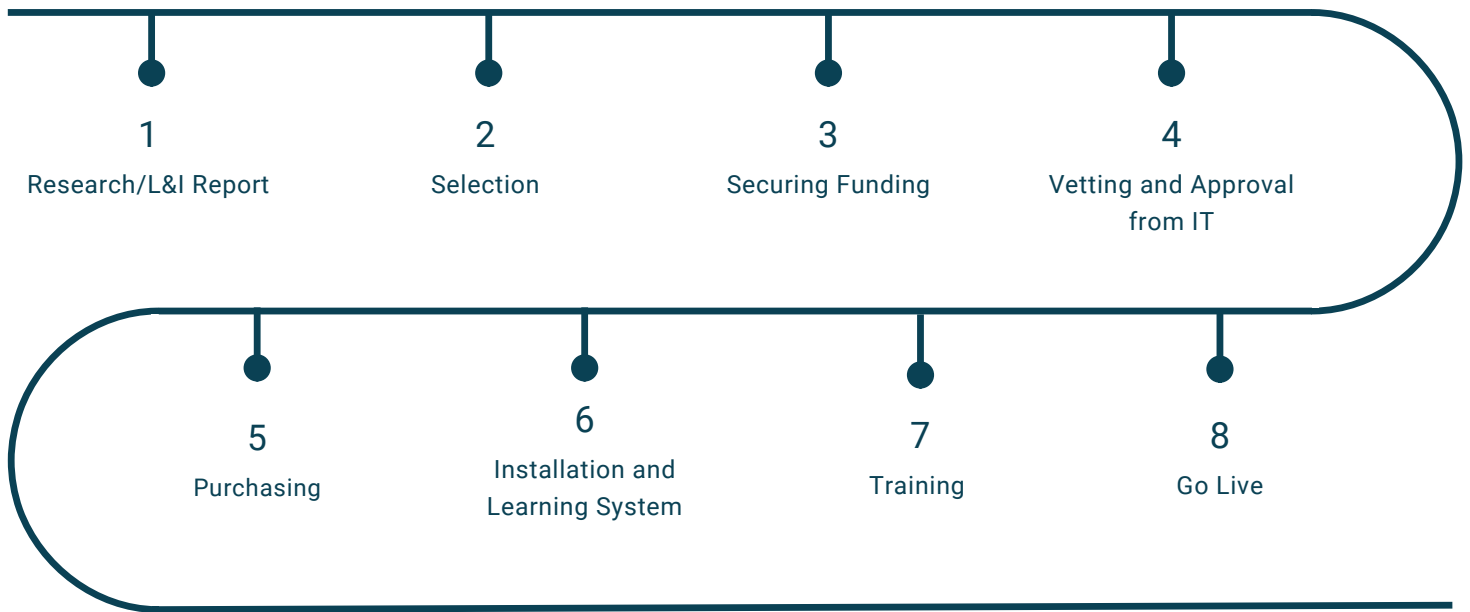 1
Research/L&I Report
2
Selection
3
Securing Funding
4
Vetting and Approval
from IT
5
Purchasing
6
Installation and
Learning System
7
Training
8
Go Live